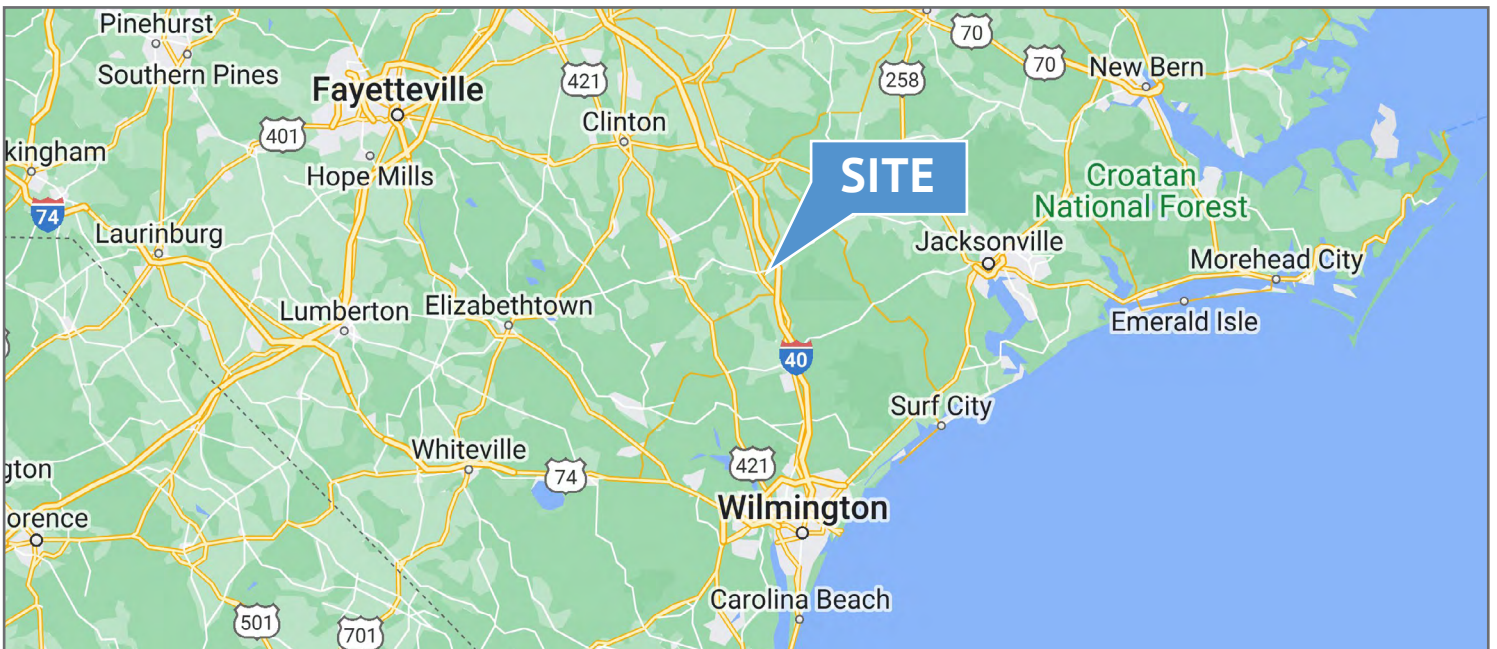 Pinehurst
70
70
New Bern
Southern Pines
421
258
Fayetteville
401
Clinton
kingham
Hope Mills
SITE
Croatan
National Forest
74
Laurinburg
Jacksonville
Morehead City
Lumberton
Elizabethtown
Emerald Isle
40
Surf City
Whiteville
421
gton
74
Wilmington
orence
Carolina Beach
501
701